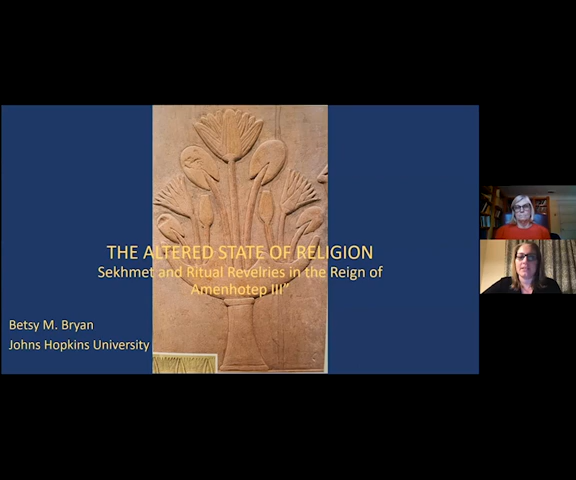 THE ALTERED STATE OF RELIGION
Sekhmet and Ritual Revelries in the Reign of
Amenhotep III”
Betsy M. Bryan
Johns Hopkins University